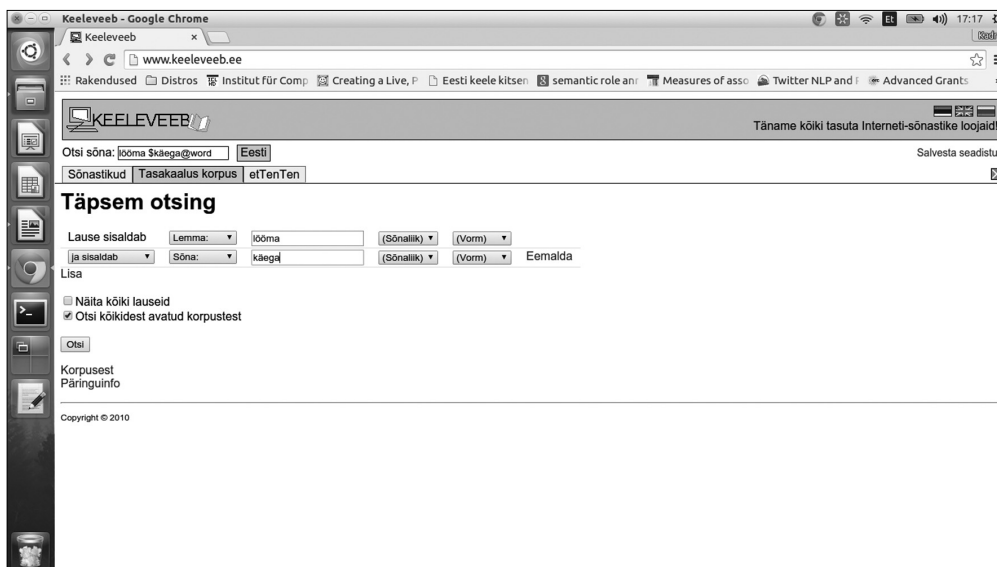 Keeleveeb - Google Chrome
Et 17:17
Keeleveeb ×
www.keeleveeb.ee
Rakendused Distros Institut für Comp Creating a Live, P Eesti keele kitsen semantic role anr Measures of asso Twitter NLP and Advanced Grants
KEELEVEEB
Täname kõiki tasuta Interneti-sõnastike loojaid!
Otsi sõna: lööma $käega@word Eesti
Salvesta seadistu
Sõnastikud Tasakaalus korpus etTenTen
Täpsem otsing
Lause sisaldab Lemma: lööma (Sõnaliik) (Vorm)
ja sisaldab Sõna: käega (Sõnaliik) (Vorm) Eemalda
Lisa
Näita kõiki lauseid
Otsi kõikidest avatud korpustest
Otsi
Korpusest
Päringuinfo
Copyright © 2010